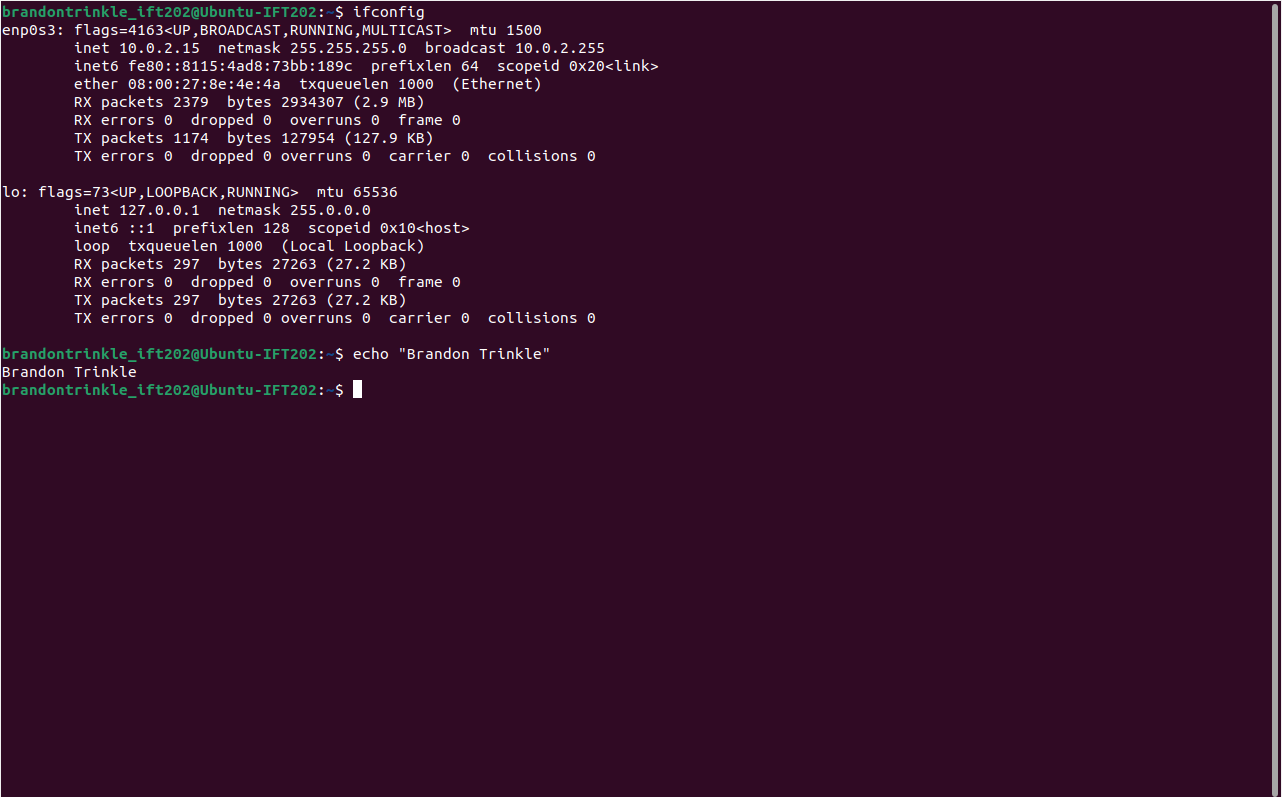 brandontrinkle_ift202@Ubuntu-IFT202:~$ ifconfig
enp0s3: flags=4163<UP,BROADCAST,RUNNING,MULTICAST>  mtu 1500
        inet 10.0.2.15  netmask 255.255.255.0  broadcast 10.0.2.255
        inet6 fe80::8115:4ad8:73bb:189c  prefixlen 64  scopeid 0x20<link>
        ether 08:00:27:8e:4e:4a  txqueuelen 1000  (Ethernet)
        RX packets 2379  bytes 2934307 (2.9 MB)
        RX errors 0  dropped 0  overruns 0  frame 0
        TX packets 1174  bytes 127954 (127.9 KB)
        TX errors 0  dropped 0 overruns 0  carrier 0  collisions 0

lo: flags=73<UP,LOOPBACK,RUNNING>  mtu 65536
        inet 127.0.0.1  netmask 255.0.0.0
        inet6 ::1  prefixlen 128  scopeid 0x10<host>
        loop  txqueuelen 1000  (Local Loopback)
        RX packets 297  bytes 27263 (27.2 KB)
        RX errors 0  dropped 0  overruns 0  frame 0
        TX packets 297  bytes 27263 (27.2 KB)
        TX errors 0  dropped 0 overruns 0  carrier 0  collisions 0

brandontrinkle_ift202@Ubuntu-IFT202:~$ echo "Brandon Trinkle"
Brandon Trinkle
brandontrinkle_ift202@Ubuntu-IFT202:~$